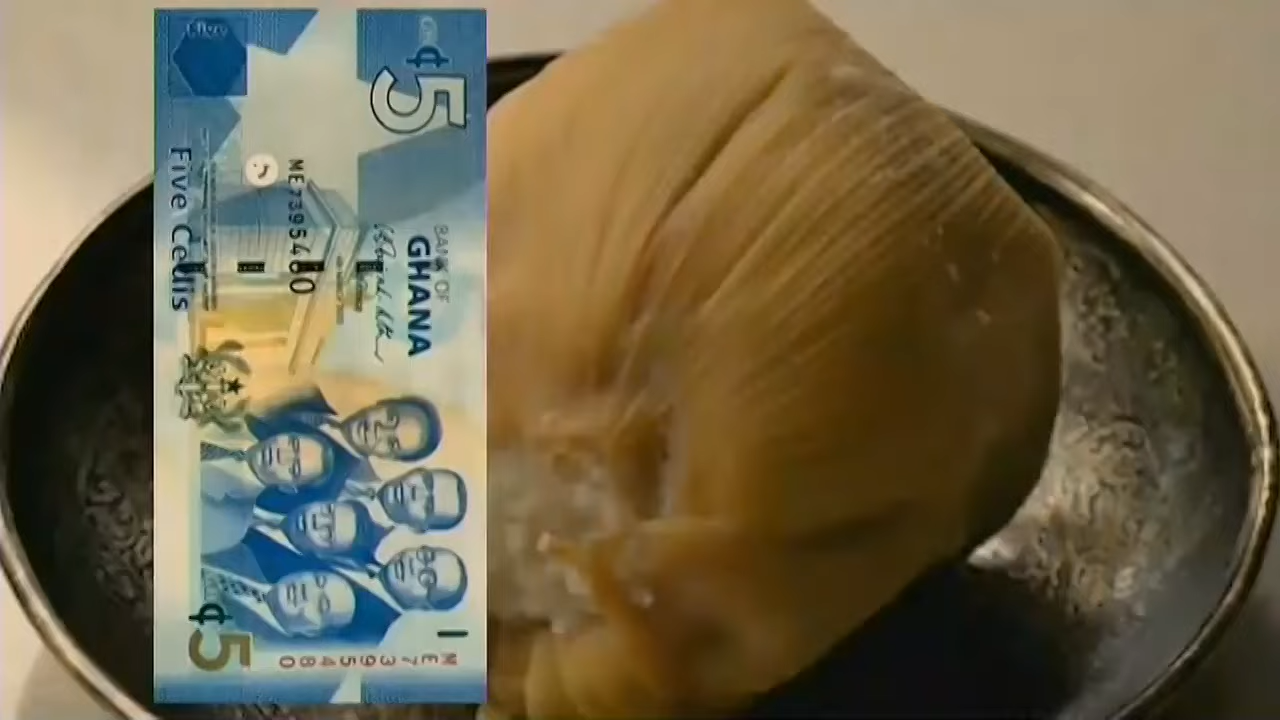 Five
₵5
BANK OF
GHANA
ME7395480
Five Cedis
₵5
ME7395480